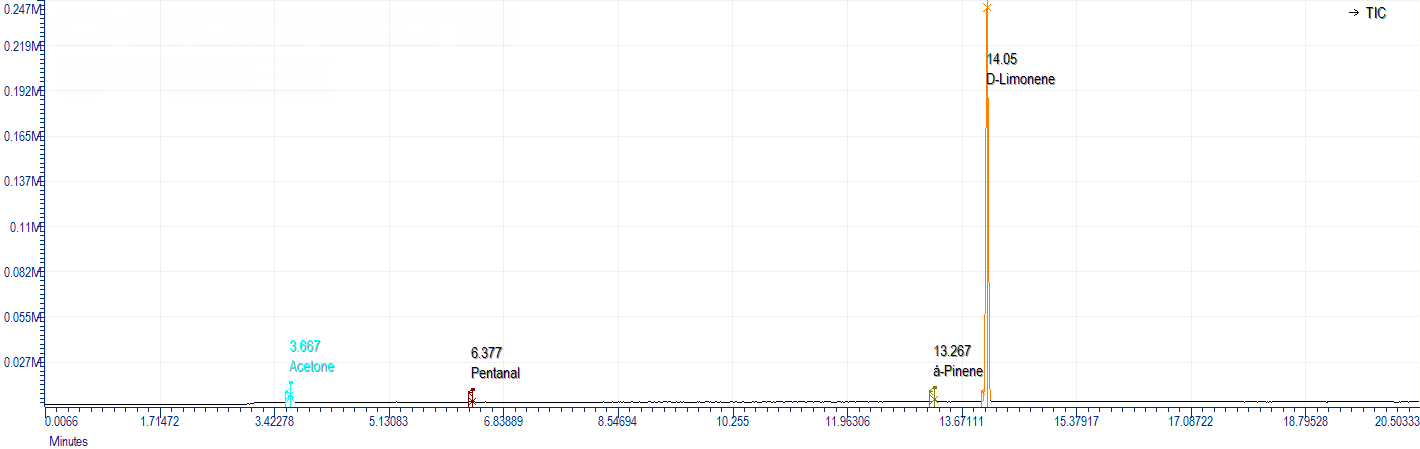 0.247M
TIC
0.219M
14.05
D-Limonene
0.192M
0.165M
0.137M
0.11M
0.082M
0.055M
0.027M
3.667
Acetone
6.377
Pentanal
13.267
á-Pinene
0.0066 1.71472 3.42278 5.13083 6.83889 8.54694 10.255 11.96306 13.67111 15.37917 17.08722 18.79528 20.50333
Minutes